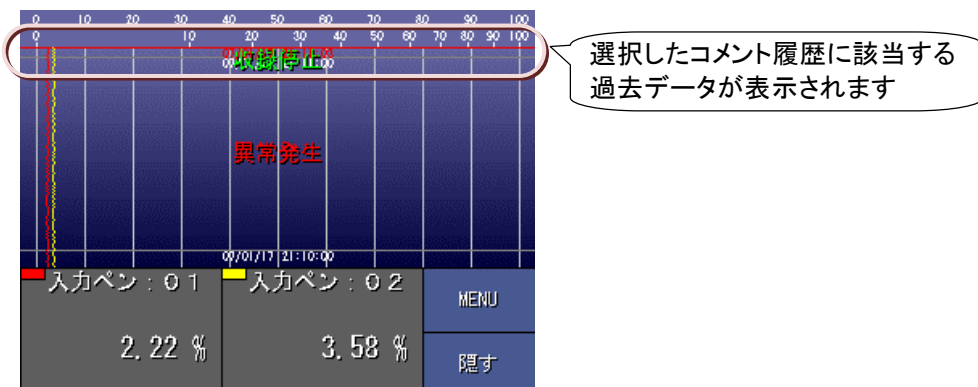 0 10 20 30 40 50 60 70 80 90 100
0 10 20 30 40 50 60 70 80 90 100
収録停止
異常発生
07/01/17 21:10:00
入力ペン:01
2.22 %
入力ペン:02
3.58 %
MENU
隠す
選択したコメント履歴に該当する
過去データが表示されます